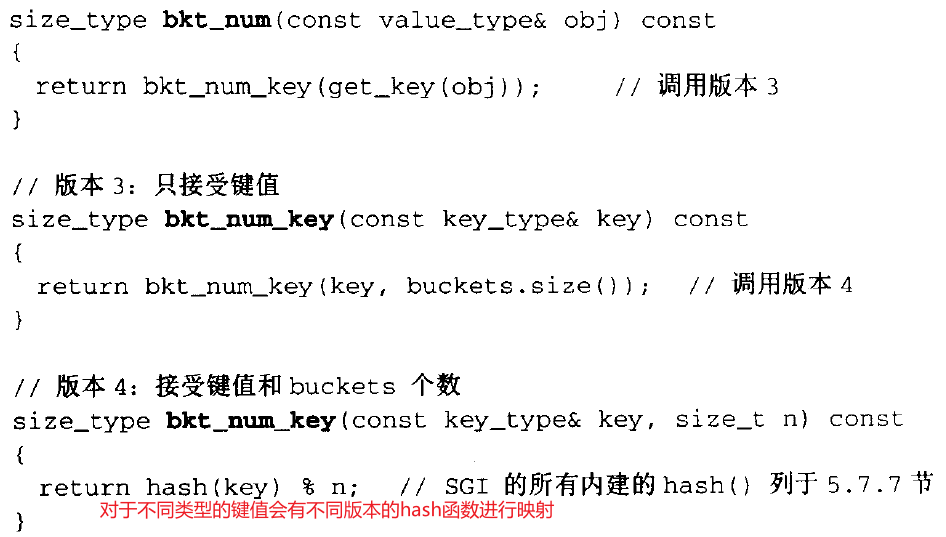 size_type bkt_num(const value_type& obj) const
{
return bkt_num_key(get_key(obj)); // 调用版本 3
}
// 版本 3：只接受键值
size_type bkt_num_key(const key_type& key) const
{
return bkt_num_key(key, buckets.size()); // 调用版本 4
}
// 版本 4：接受键值和 buckets 个数
size_type bkt_num_key(const key_type& key, size_t n) const
{
return hash(key) % n; // SGI 的所有内建的 hash() 列于 5.7.7 节
对于不同类型的键值会有不同版本的hash函数进行映射
}